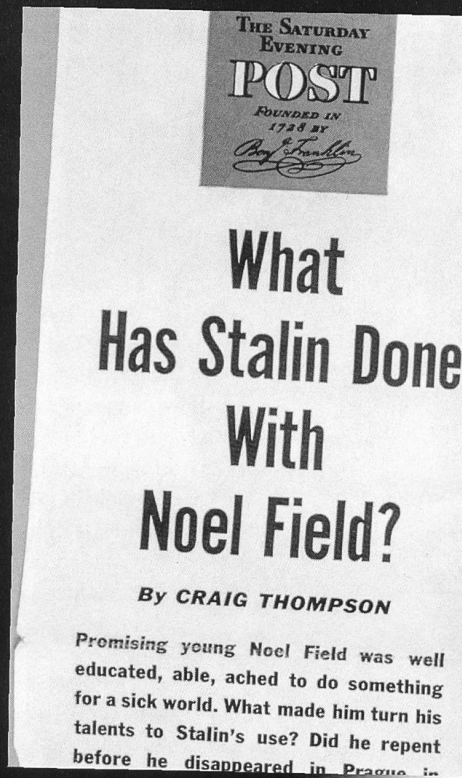 THE SATURDAY
EVENING
POST
FOUNDED IN
1728 BY
Benj Franklin
What
Has Stalin Done
With
Noel Field?
By CRAIG THOMPSON
Promising young Noel Field was well
educated, able, ached to do something
for a sick world. What made him turn his
talents to Stalin's use? Did he repent
before he disappeared in Prague in